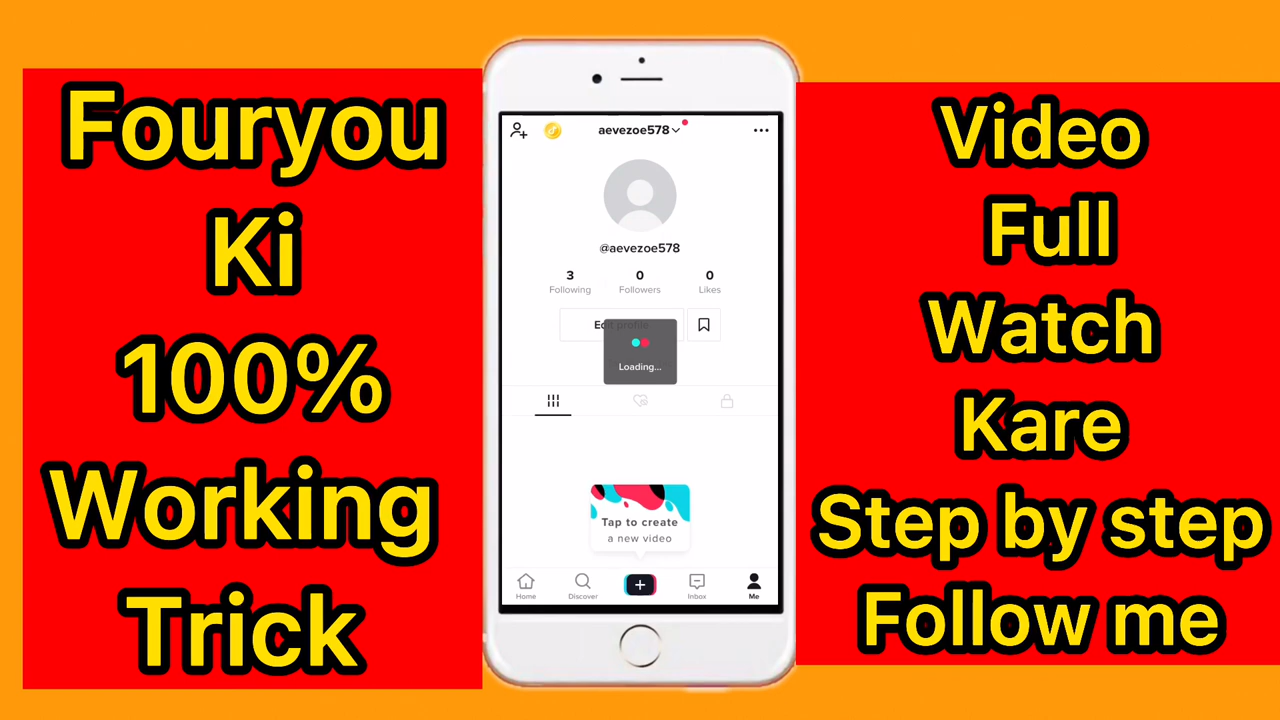 Fouryou
Ki
100%
Working
Trick
aevezoe578
@aevezoe578
3 0 0
Following Followers Likes
Edit profile
Loading...
Tap to create
a new video
Home Discover Inbox Me
Video
Full
Watch
Kare
Step by step
Follow me